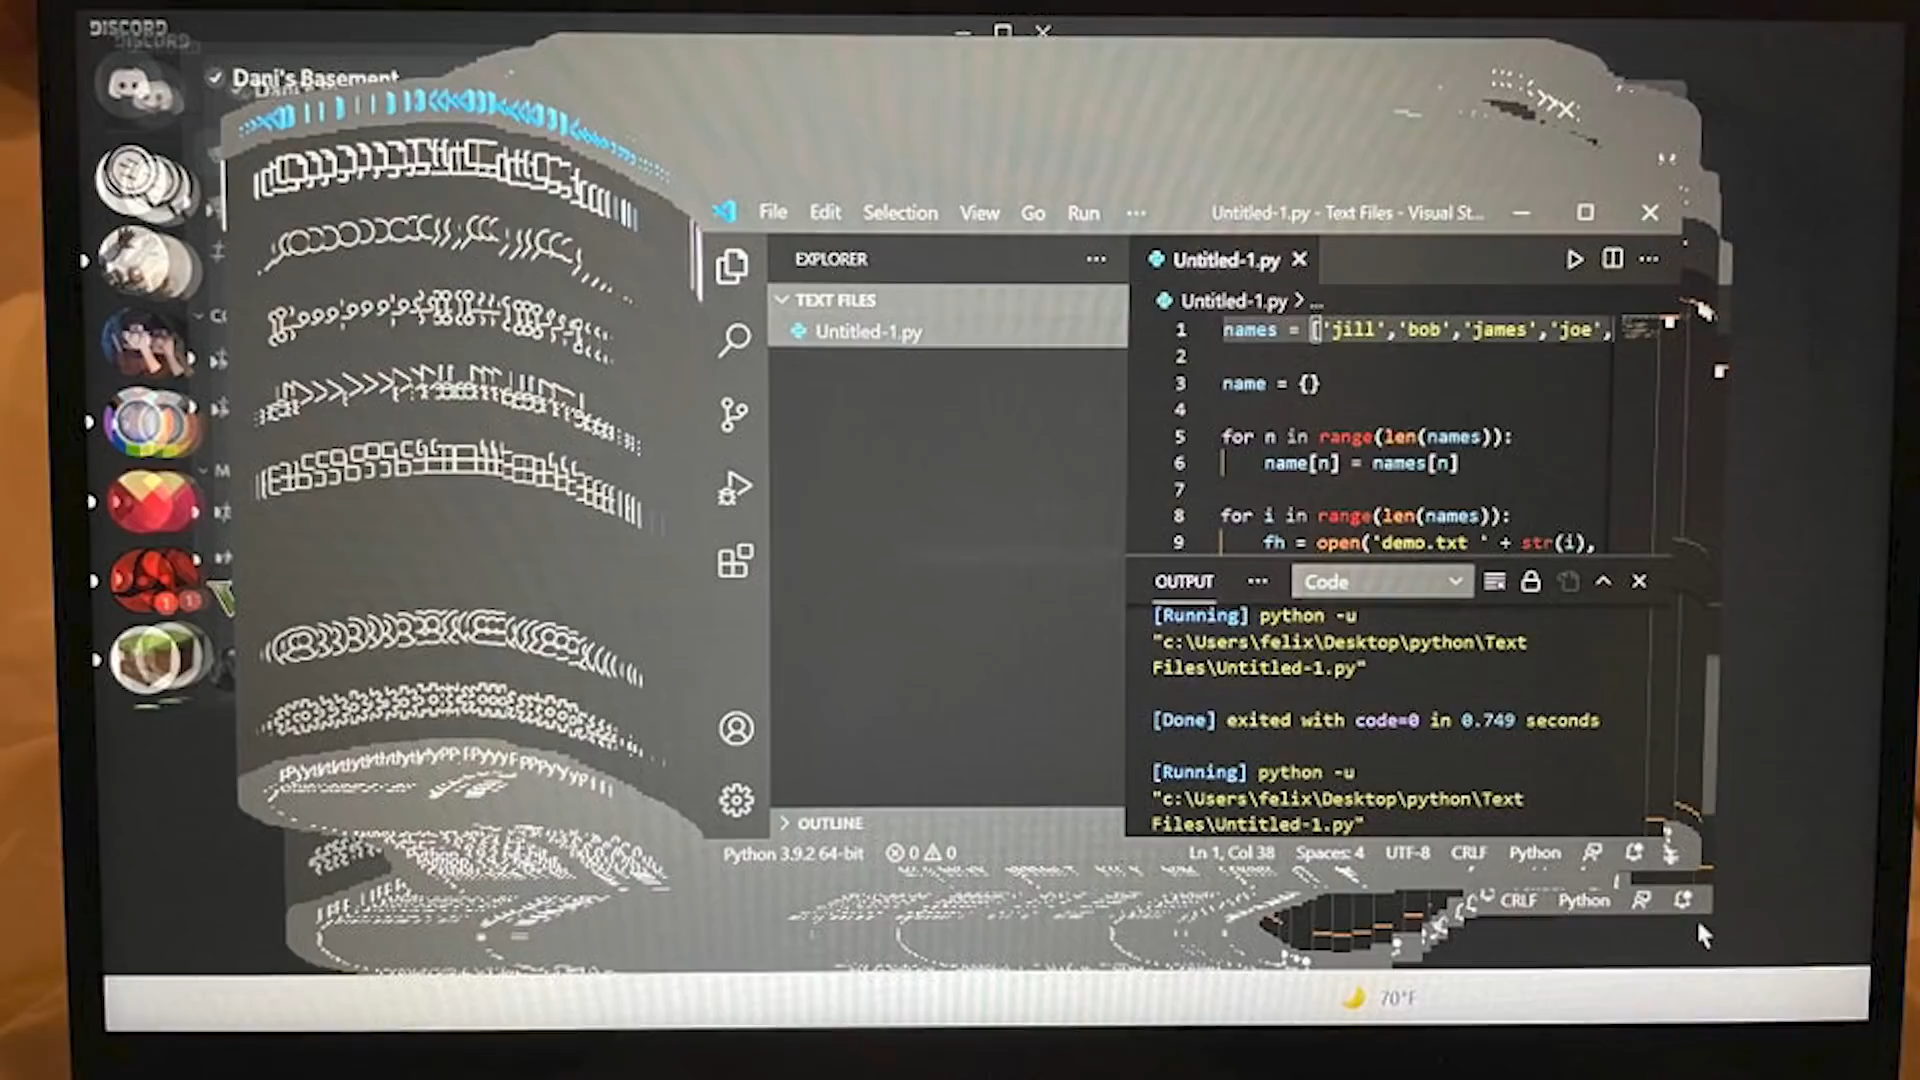 DISCORD
DISCORD
Dani's Basement
File Edit Selection View Go Run ··· Untitled-1.py - Text Files - Visual St...
EXPLORER ···
TEXT FILES
Untitled-1.py
OUTLINE
Untitled-1.py
Untitled-1.py > ...
1 names = ['jill','bob','james','joe',
2
3 name = {}
4
5 for n in range(len(names)):
6 name[n] = names[n]
7
8 for i in range(len(names)):
9 fh = open('demo.txt ' + str(i),
OUTPUT ··· Code
[Running] python -u
"c:\Users\felix\Desktop\python\Text
Files\Untitled-1.py"
[Done] exited with code=0 in 0.749 seconds
[Running] python -u
"c:\Users\felix\Desktop\python\Text
Files\Untitled-1.py"
Python 3.9.2 64-bit 0 0 Ln 1, Col 38 Spaces: 4 UTF-8 CRLF Python
CRLF Python
70°F